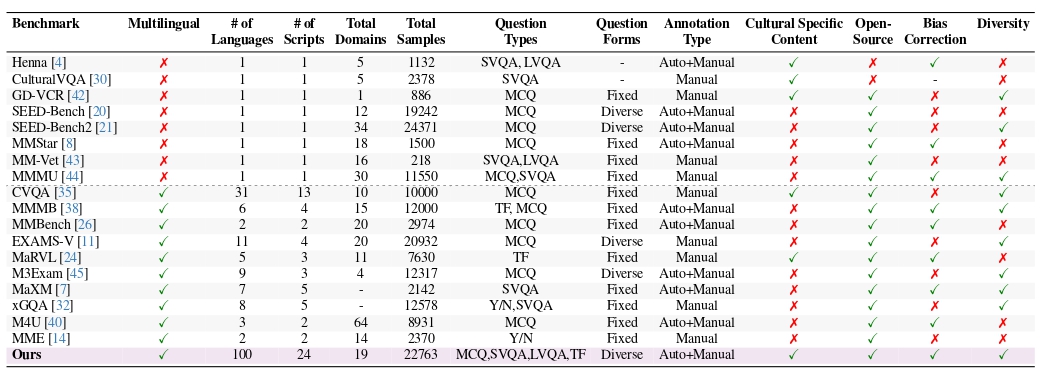 Benchmark Multilingual # of Languages # of Scripts Total Domains Total Samples Question Types Question Forms Annotation Type Cultural Specific Content Open-Source Bias Correction Diversity
Henna [4] ✗ 1 1 5 1132 SVQA, LVQA - Auto+Manual ✓ ✗ ✓ ✗
CulturalVQA [30] ✗ 1 1 5 2378 SVQA - Manual ✓ ✗ - ✗
GD-VCR [42] ✗ 1 1 1 886 MCQ Fixed Manual ✓ ✓ ✗ ✓
SEED-Bench [20] ✗ 1 1 12 19242 MCQ Diverse Auto+Manual ✗ ✓ ✗ ✗
SEED-Bench2 [21] ✗ 1 1 34 24371 MCQ Diverse Auto+Manual ✗ ✓ ✗ ✓
MMStar [8] ✗ 1 1 18 1500 MCQ Fixed Auto+Manual ✗ ✓ ✓ ✗
MM-Vet [43] ✗ 1 1 16 218 SVQA,LVQA Fixed Manual ✗ ✓ ✗ ✗
MMMU [44] ✗ 1 1 30 11550 MCQ,SVQA Fixed Manual ✗ ✓ ✓ ✓
CVQA [35] ✓ 31 13 10 10000 MCQ Fixed Manual ✓ ✓ ✗ ✓
MMMB [38] ✓ 6 4 15 12000 TF, MCQ Fixed Auto+Manual ✗ ✓ ✓ ✓
MMBench [26] ✓ 2 2 20 2974 MCQ Fixed Auto+Manual ✗ ✓ ✓ ✗
EXAMS-V [11] ✓ 11 4 20 20932 MCQ Diverse Manual ✗ ✓ ✗ ✓
MaRVL [24] ✓ 5 3 11 7630 TF Fixed Manual ✓ ✓ ✓ ✗
M3Exam [45] ✓ 9 3 4 12317 MCQ Diverse Auto+Manual ✗ ✓ ✗ ✓
MaXM [7] ✓ 7 5 - 2142 SVQA Fixed Auto+Manual ✗ ✓ ✓ ✓
xGQA [32] ✓ 8 5 - 12578 Y/N,SVQA Fixed Manual ✗ ✓ ✗ ✓
M4U [40] ✓ 3 2 64 8931 MCQ Fixed Auto+Manual ✗ ✓ ✓ ✗
MME [14] ✓ 2 2 14 2370 Y/N Fixed Manual ✗ ✓ ✗ ✗
Ours ✓ 100 24 19 22763 MCQ,SVQA,LVQA,TF Diverse Auto+Manual ✓ ✓ ✓ ✓